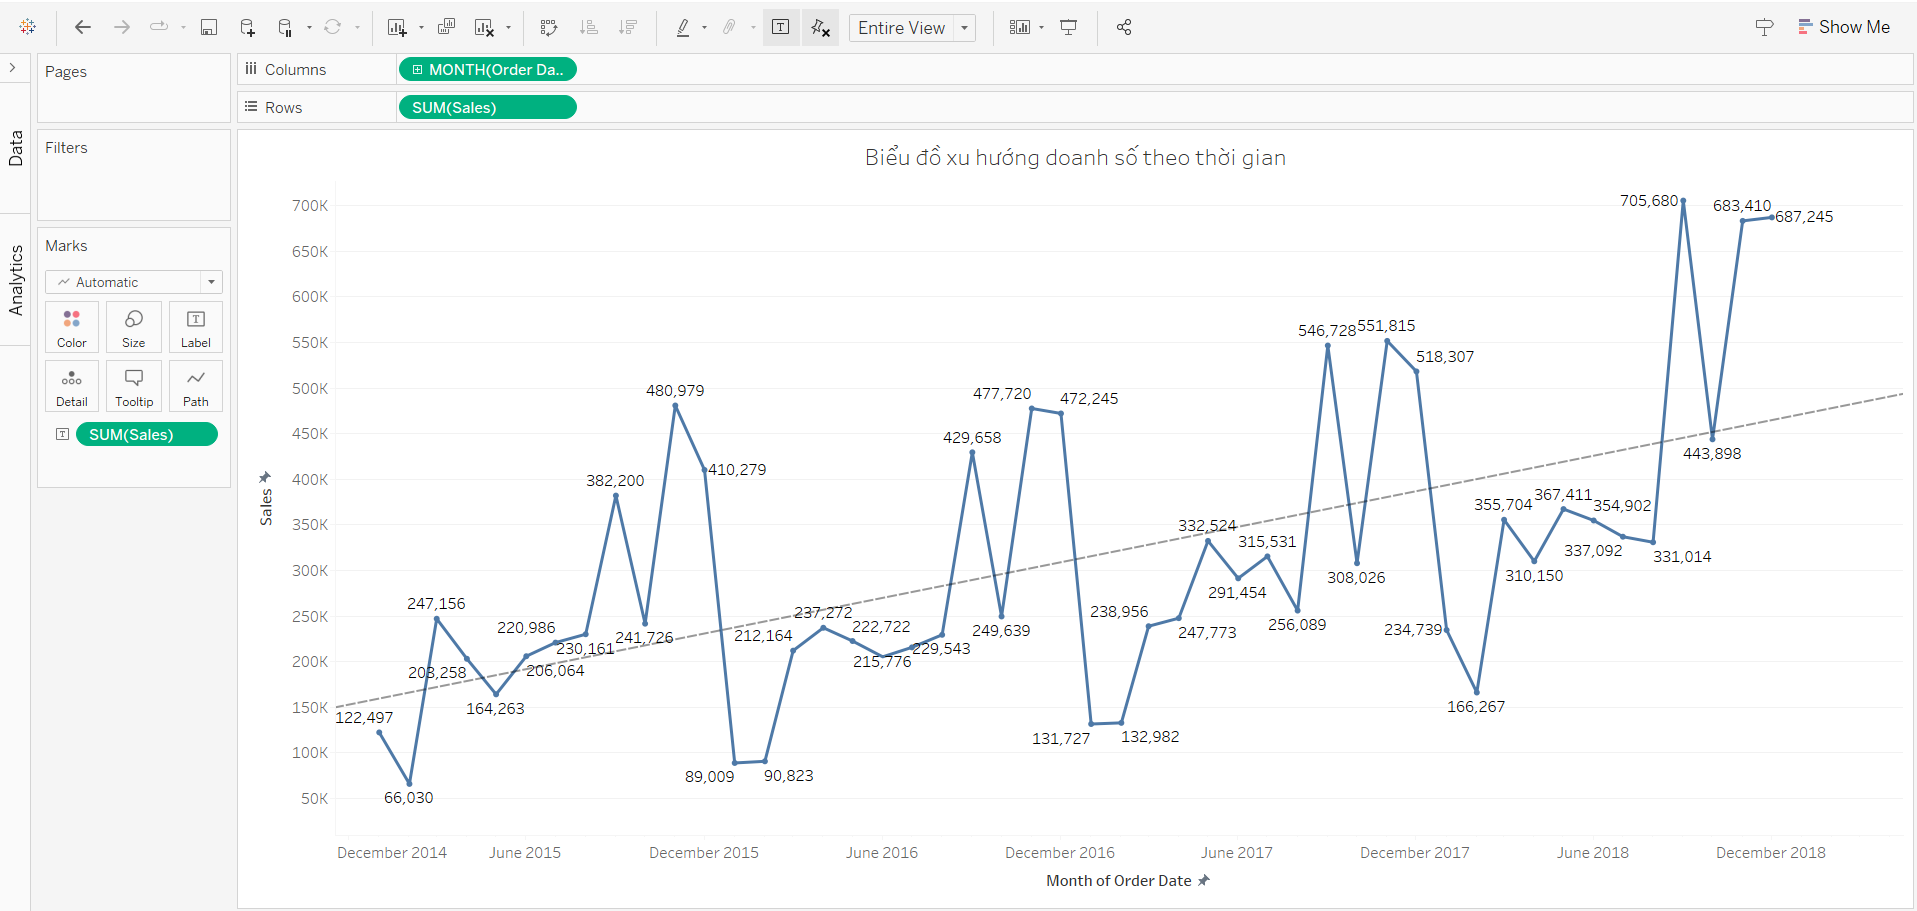 Entire View
Show Me
Pages
Columns
MONTH(Order Da..
Rows
SUM(Sales)
Data
Analytics
Filters
Marks
Automatic
Color
Size
Label
Detail
Tooltip
Path
SUM(Sales)
Biểu đồ xu hướng doanh số theo thời gian
Sales
700K
650K
600K
550K
500K
450K
400K
350K
300K
250K
200K
150K
100K
50K
122,497
66,030
247,156
203,258
164,263
206,064
220,986
230,161
382,200
241,726
480,979
410,279
89,009
90,823
212,164
237,272
222,722
215,776
229,543
429,658
249,639
477,720
472,245
131,727
132,982
238,956
247,773
332,524
291,454
315,531
256,089
546,728
308,026
551,815
518,307
234,739
166,267
355,704
310,150
367,411
354,902
337,092
331,014
705,680
443,898
683,410
687,245
December 2014
June 2015
December 2015
June 2016
December 2016
June 2017
December 2017
June 2018
December 2018
Month of Order Date